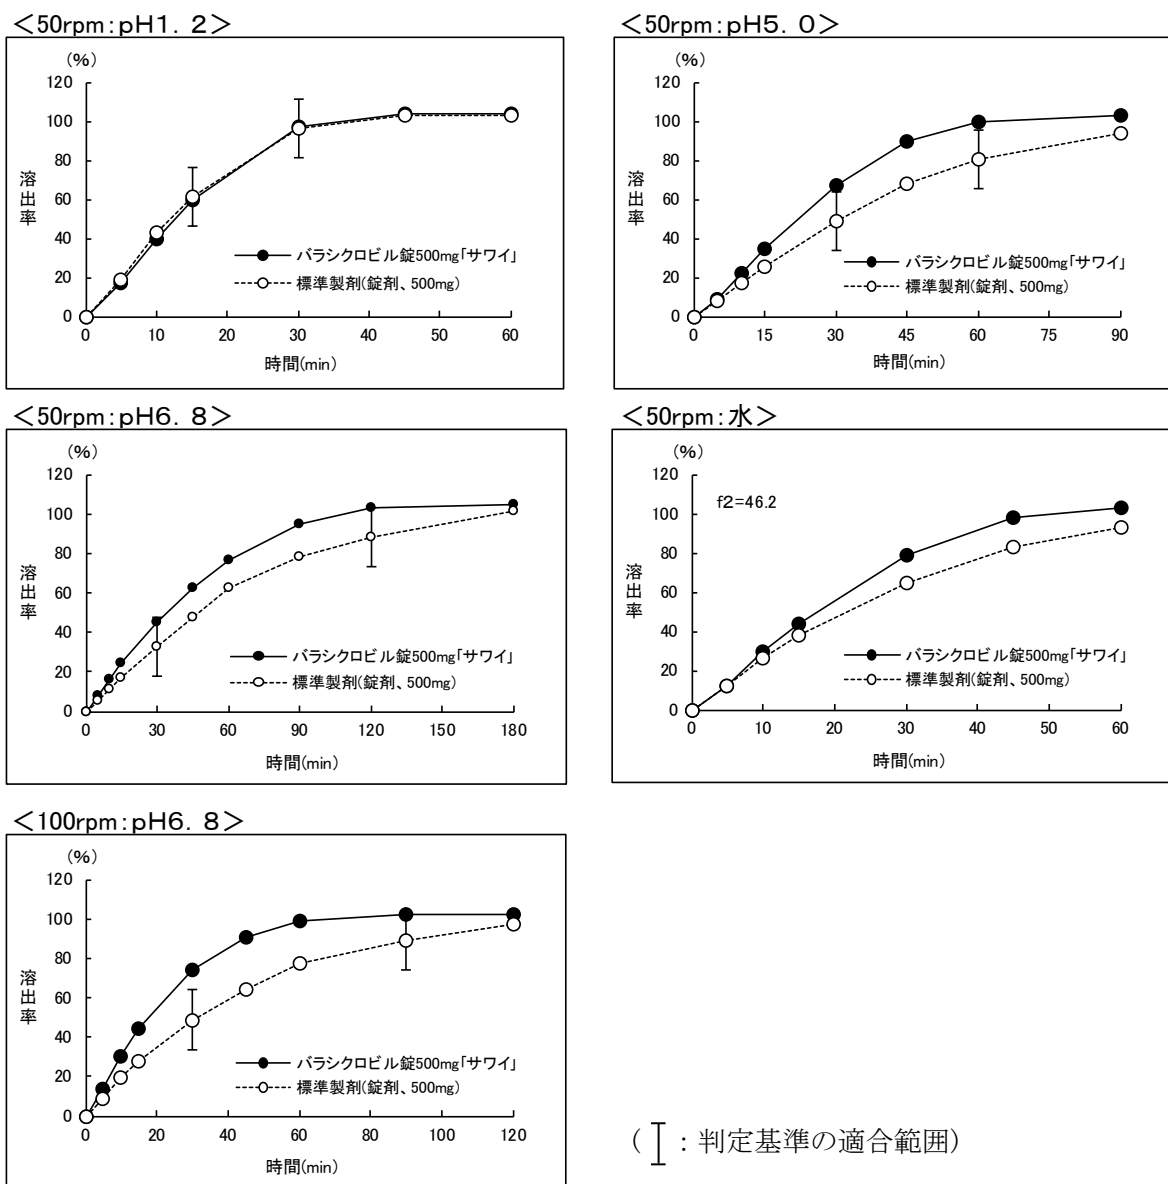 ＜50rpm：pH1．2＞
(%)
120
100
80
60
40
20
0
溶出率
0 10 20 30 40 50 60
時間(min)
バラシクロビル錠500mg「サワイ」
標準製剤(錠剤、500mg)
＜50rpm：pH5．0＞
(%)
120
100
80
60
40
20
0
溶出率
0 15 30 45 60 75 90
時間(min)
バラシクロビル錠500mg「サワイ」
標準製剤(錠剤、500mg)
＜50rpm：pH6．8＞
(%)
120
100
80
60
40
20
0
溶出率
0 30 60 90 120 150 180
時間(min)
バラシクロビル錠500mg「サワイ」
標準製剤(錠剤、500mg)
＜50rpm：水＞
(%)
120
100
80
60
40
20
0
溶出率
f2=46.2
0 10 20 30 40 50 60
時間(min)
バラシクロビル錠500mg「サワイ」
標準製剤(錠剤、500mg)
＜100rpm：pH6．8＞
(%)
120
100
80
60
40
20
0
溶出率
0 20 40 60 80 100 120
時間(min)
バラシクロビル錠500mg「サワイ」
標準製剤(錠剤、500mg)
（ ：判定基準の適合範囲）